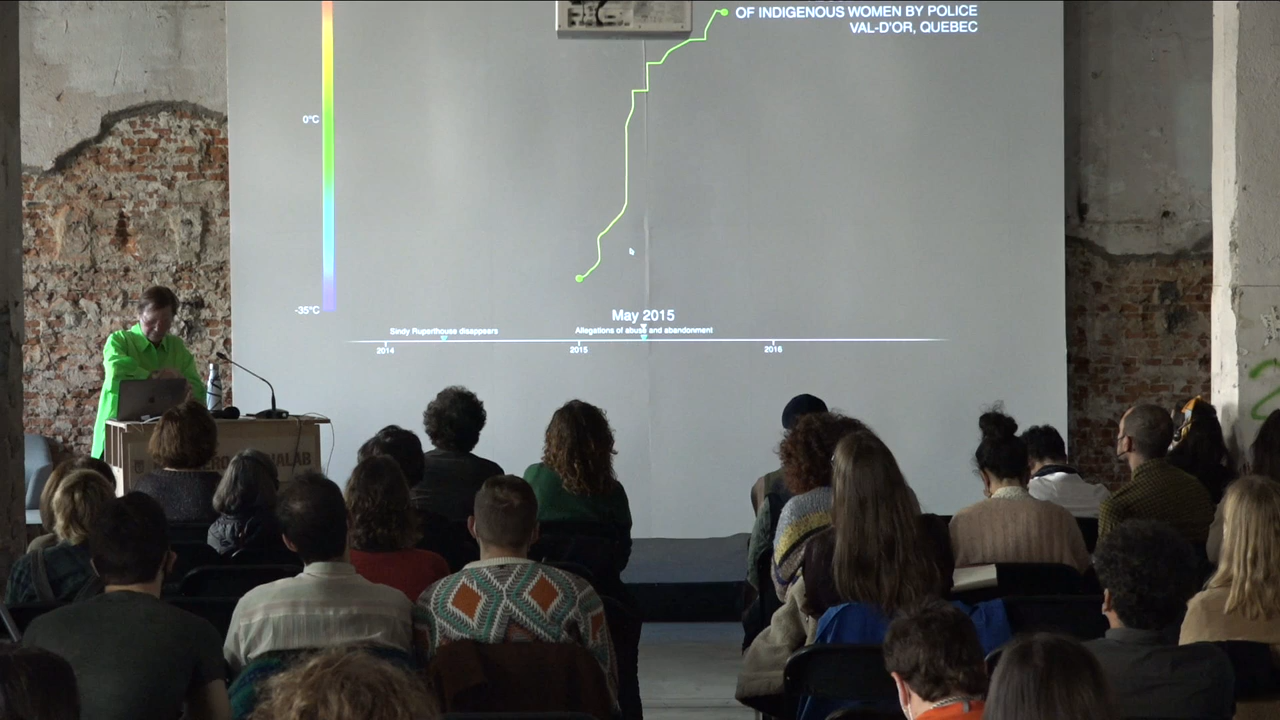 OF INDIGENOUS WOMEN BY POLICE
VAL-D'OR, QUEBEC
0°C
-35°C
May 2015
Sindy Ruperthouse disappears
Allegations of abuse and abandonment
2014
2015
2016